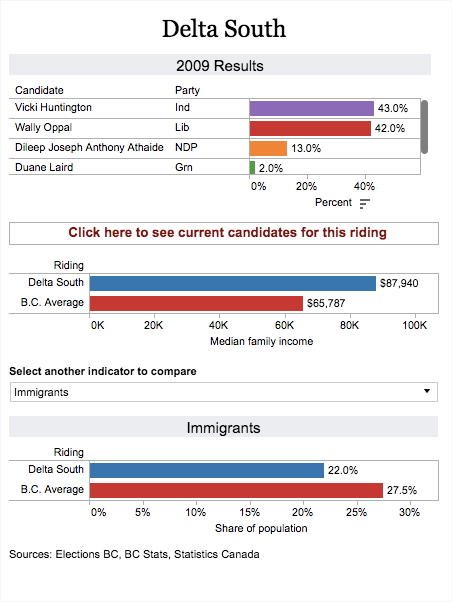 Delta South
2009 Results
Candidate Party
Vicki Huntington Ind 43.0%
Wally Oppal Lib 42.0%
Dileep Joseph Anthony Athaide NDP 13.0%
Duane Laird Grn 2.0%
0% 20% 40%
Percent
Click here to see current candidates for this riding
Riding
Delta South $87,940
B.C. Average $65,787
0K 20K 40K 60K 80K 100K
Median family income
Select another indicator to compare
Immigrants
Immigrants
Riding
Delta South 22.0%
B.C. Average 27.5%
0% 5% 10% 15% 20% 25% 30%
Share of population
Sources: Elections BC, BC Stats, Statistics Canada